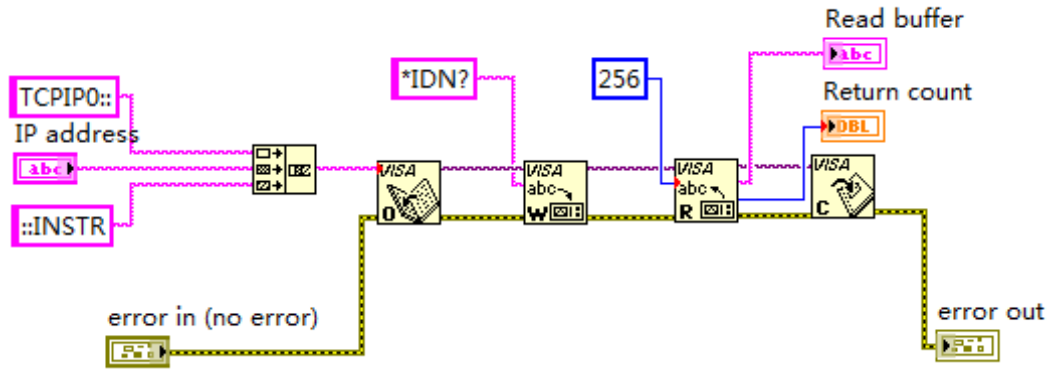 Read buffer
abc
TCPIP0::
*IDN?
256
Return count
DBL
IP address
abc
VISA
O
VISA
abc
W
VISA
abc
R
VISA
C
::INSTR
error in (no error)
error out